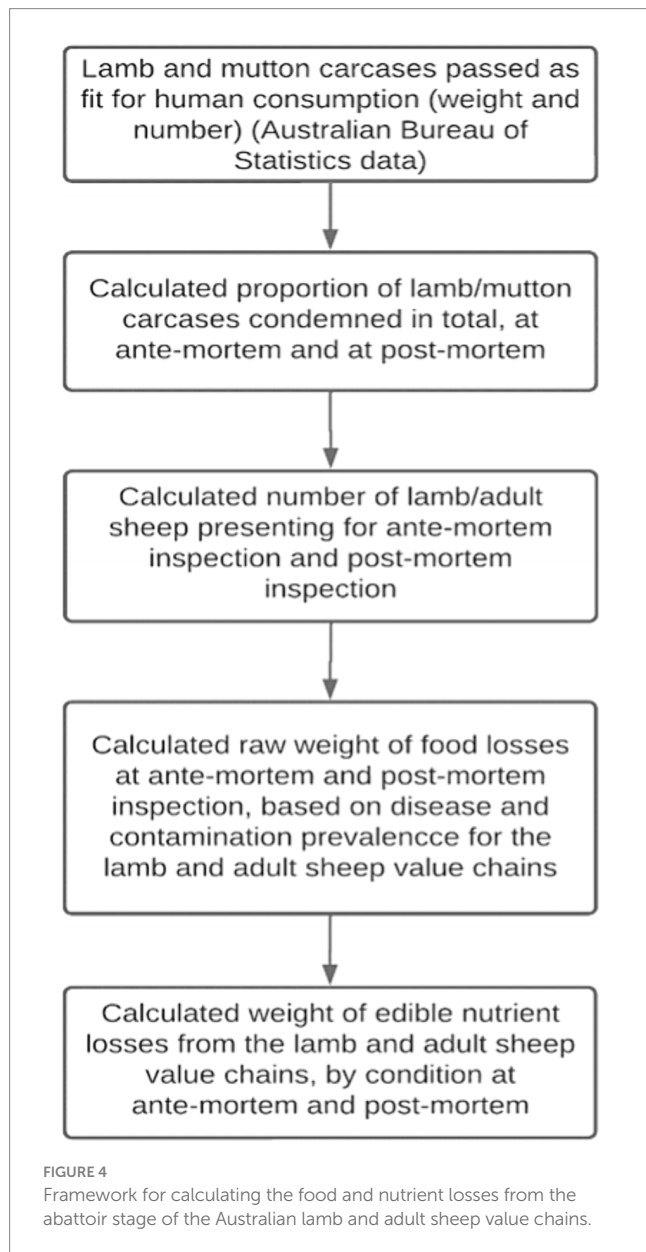 Lamb and mutton carcases passed as
fit for human consumption (weight and
number) (Australian Bureau of
Statistics data)
Calculated proportion of lamb/mutton
carcases condemned in total, at
ante-mortem and at post-mortem
Calculated number of lamb/adult
sheep presenting for ante-mortem
inspection and post-mortem
inspection
Calculated raw weight of food losses
at ante-mortem and post-mortem
inspection, based on disease and
contamination prevalencce for the
lamb and adult sheep value chains
Calculated weight of edible nutrient
losses from the lamb and adult sheep
value chains, by condition at
ante-mortem and post-mortem
FIGURE 4
Framework for calculating the food and nutrient losses from the
abattoir stage of the Australian lamb and adult sheep value chains.